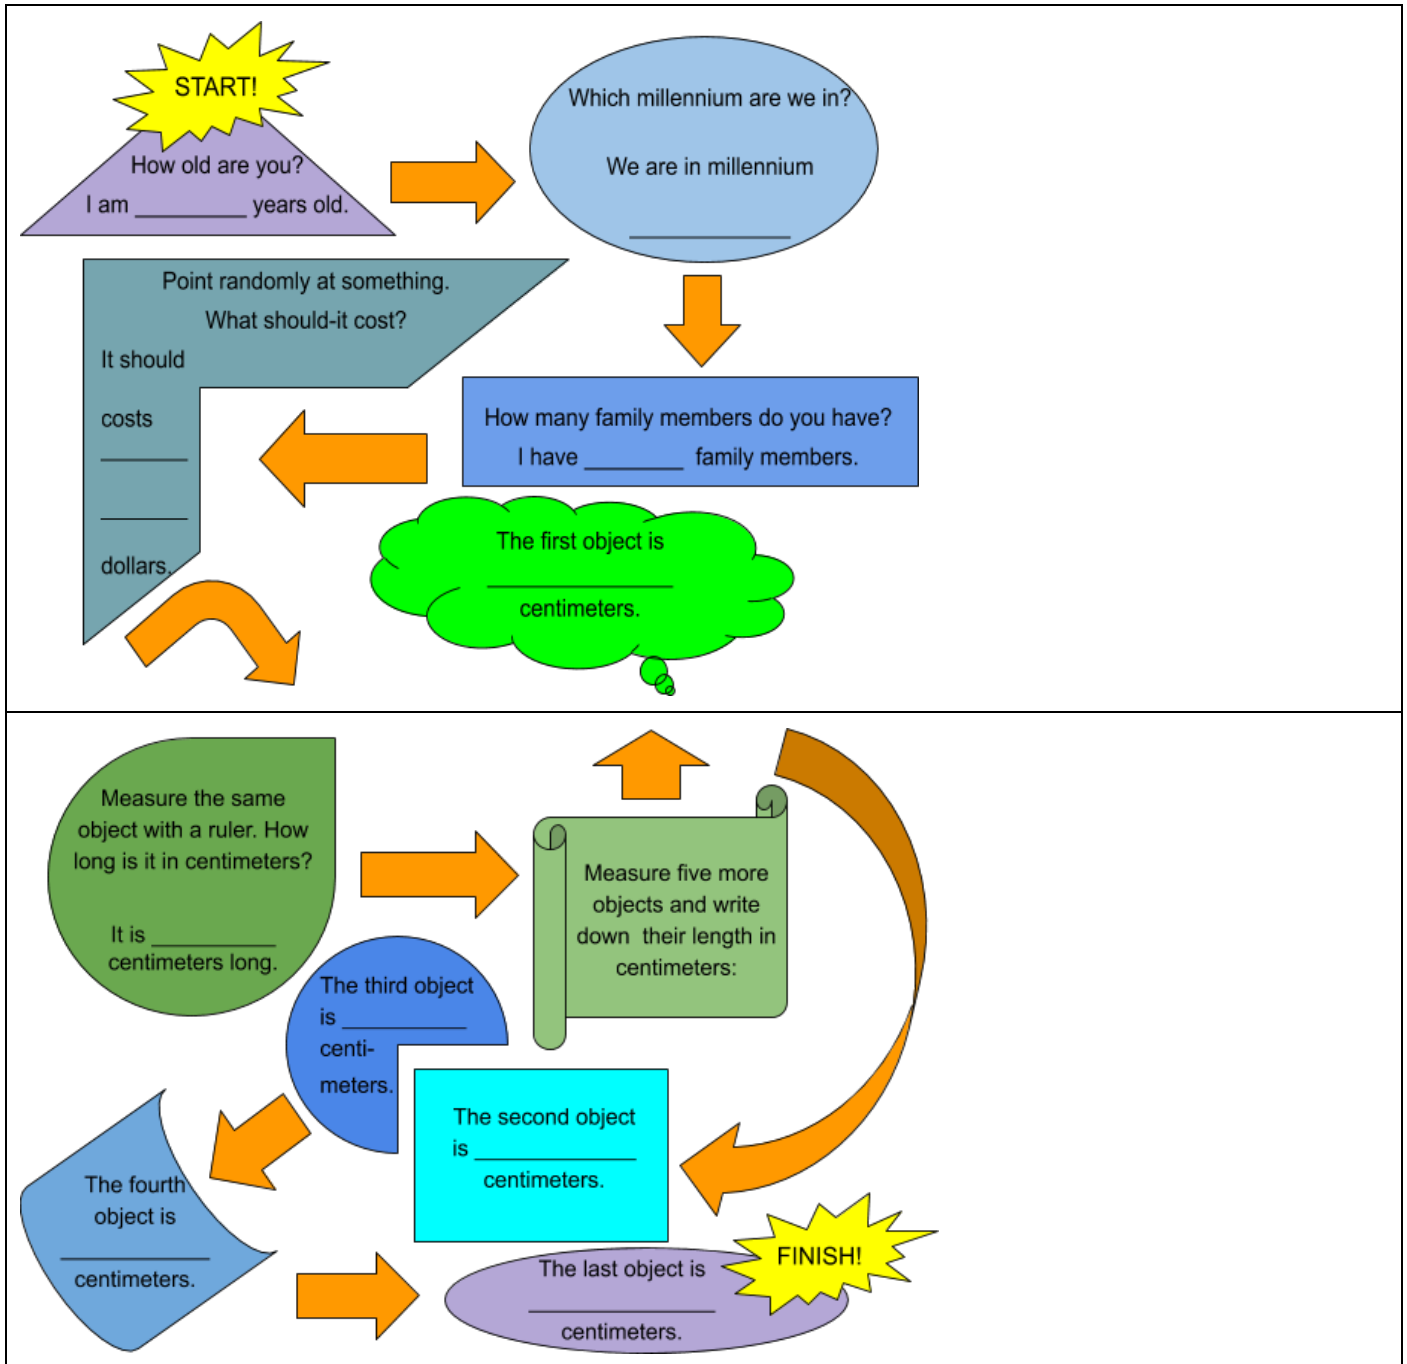 START!
How old are you?
I am _________ years old.
Which millennium are we in?
We are in millennium
_____________
How many family members do you have?
I have ________ family members.
Point randomly at something.
What should-it cost?
It should
costs
_______
_______
dollars.
Measure the same
object with a ruler. How
long is it in centimeters?
It is __________
centimeters long.
Measure five more
objects and write
down their length in
centimeters:
The first object is
_______________
centimeters.
The second object
is _____________
centimeters.
The third object
is __________
centi-
meters.
The fourth
object is
____________
centimeters.
The last object is
_______________
centimeters.
FINISH!